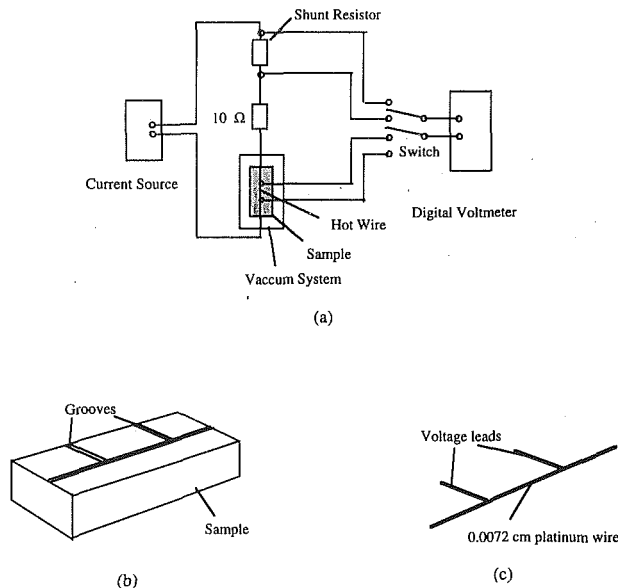 Shunt Resistor
10 Ω
Switch
Current Source
Digital Voltmeter
Hot Wire
Sample
Vaccum System
(a)
Grooves
Sample
(b)
Voltage leads
0.0072 cm platinum wire
(c)